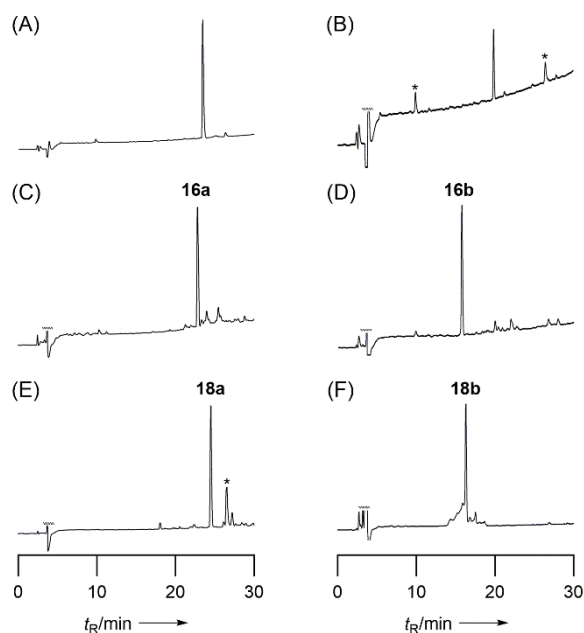 (A)
(B)
*
*
(C)
16a
(D)
16b
(E)
18a
*
(F)
18b
0 10 20 30
0 10 20 30
tR/min
tR/min